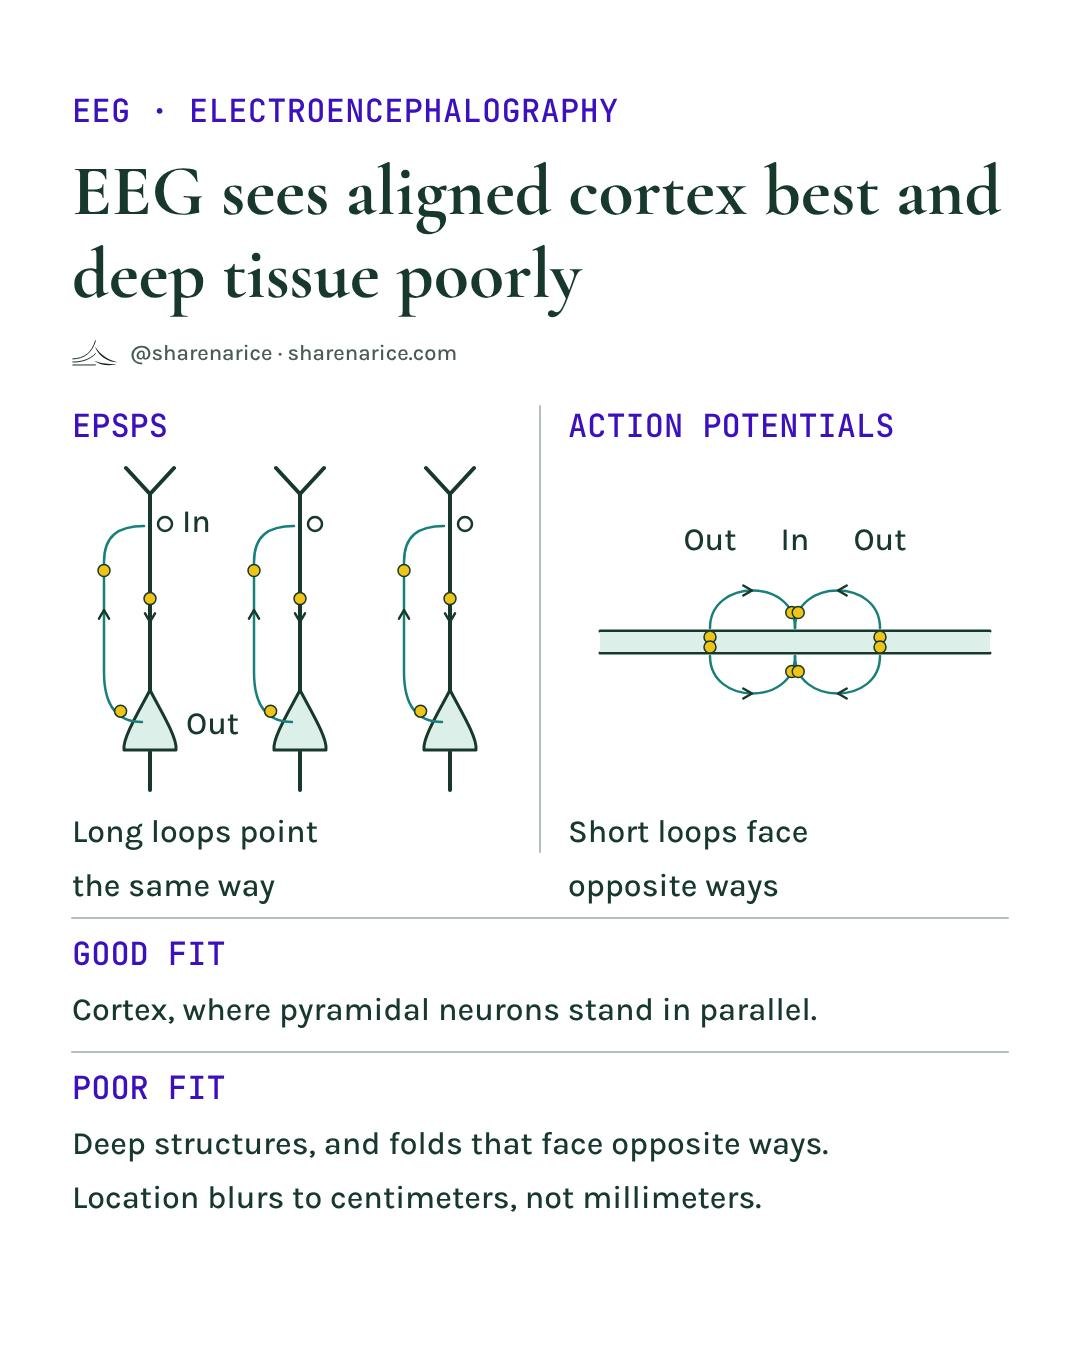 EEG · ELECTROENCEPHALOGRAPHY
EEG sees aligned cortex best and
deep tissue poorly
@sharenarice · sharenarice.com
EPSPS
In
Out
Long loops point
the same way
ACTION POTENTIALS
Out In Out
Short loops face
opposite ways
GOOD FIT
Cortex, where pyramidal neurons stand in parallel.
POOR FIT
Deep structures, and folds that face opposite ways.
Location blurs to centimeters, not millimeters.